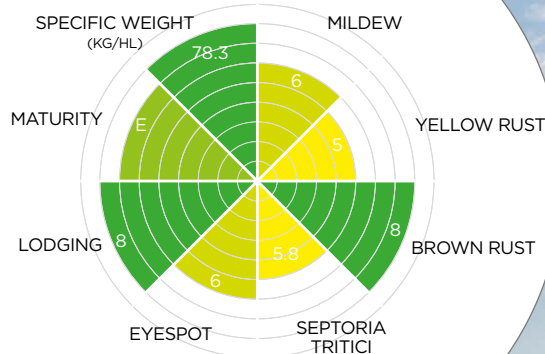 SPECIFIC WEIGHT
(KG/HL)
78.3
MILDEW
6
MATURITY
E
YELLOW RUST
5
LODGING
8
BROWN RUST
8
EYESPOT
6
SEPTORIA
TRITICI
5.8